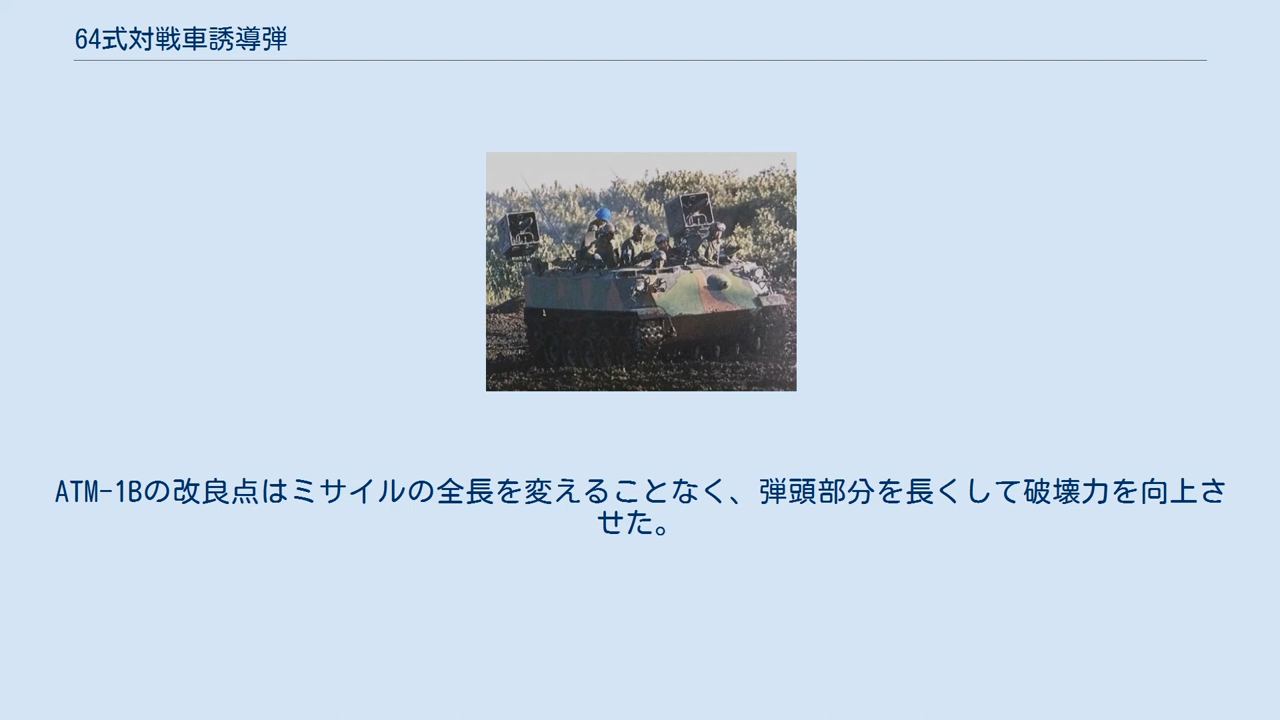 64式対戦車誘導弾
ATM-1Bの改良点はミサイルの全長を変えることなく、弾頭部分を長くして破壊力を向上さ
せた。